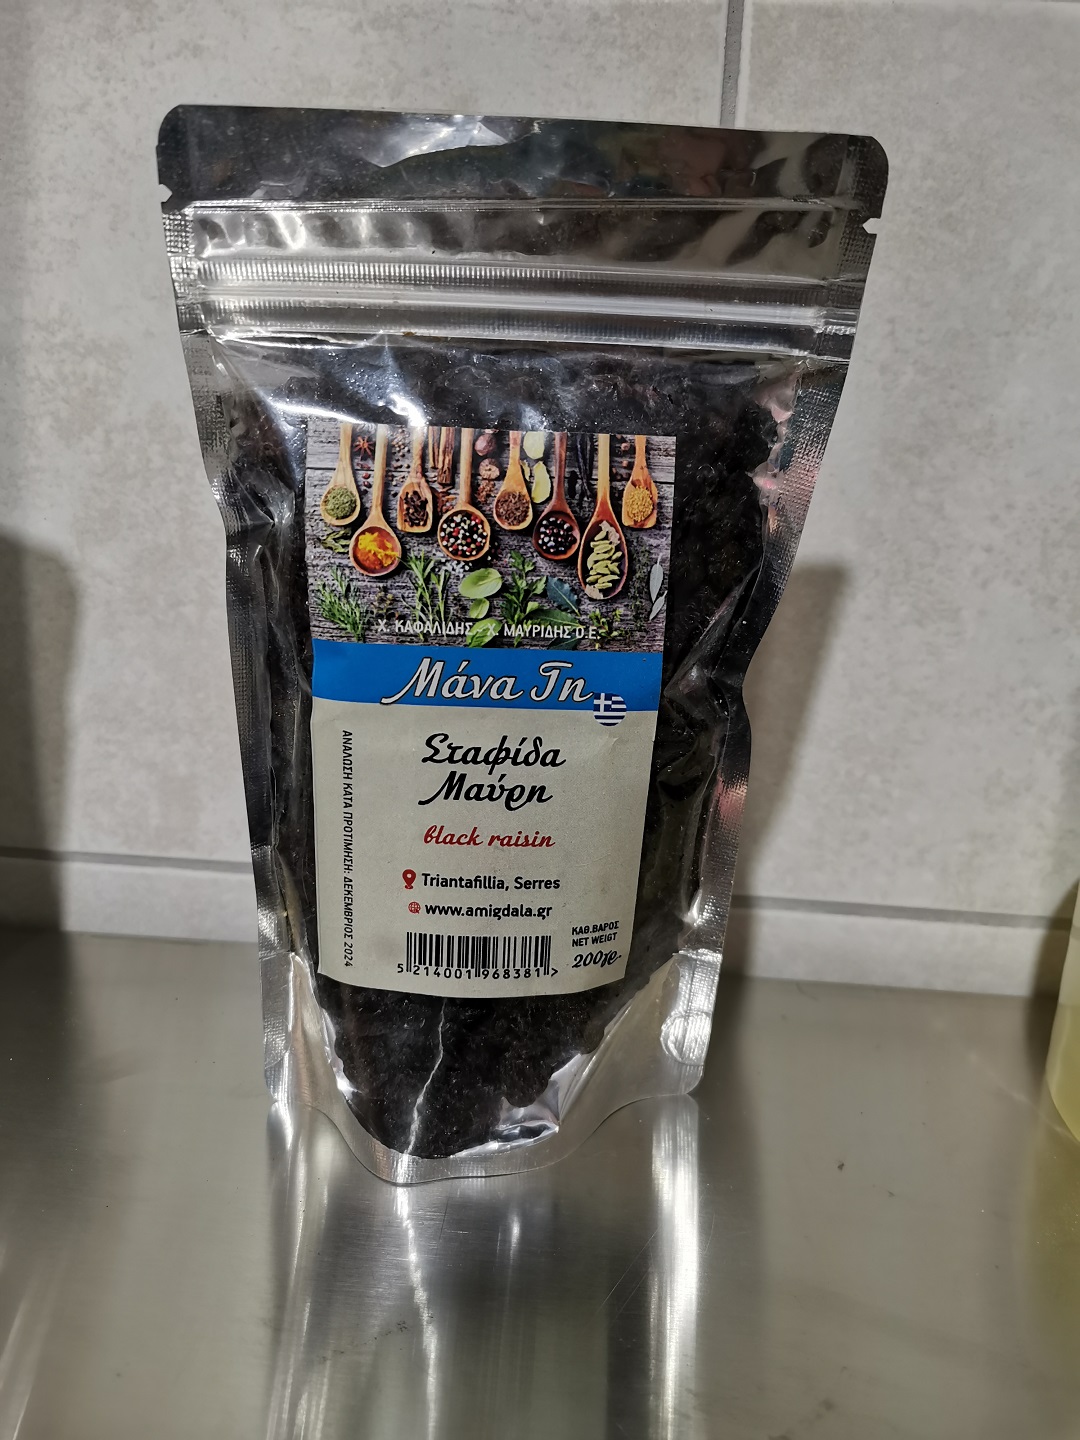 Χ. ΚΑΦΑΛΙΔΗΣ - Χ. ΜΑΥΡΙΔΗΣ Ο.Ε.
Μάνα Γη
Σταφίδα
Μαύρη
black raisin
Triantafillia, Serres
www.amigdala.gr
5 214001 968381 >
ΚΑΘ.ΒΑΡΟΣ
NET WEIGT
200γρ.
ΑΝΑΛΩΣΗ ΚΑΤΑ ΠΡΟΤΙΜΗΣΗ: ΔΕΚΕΜΒΡΙΟΣ 2024